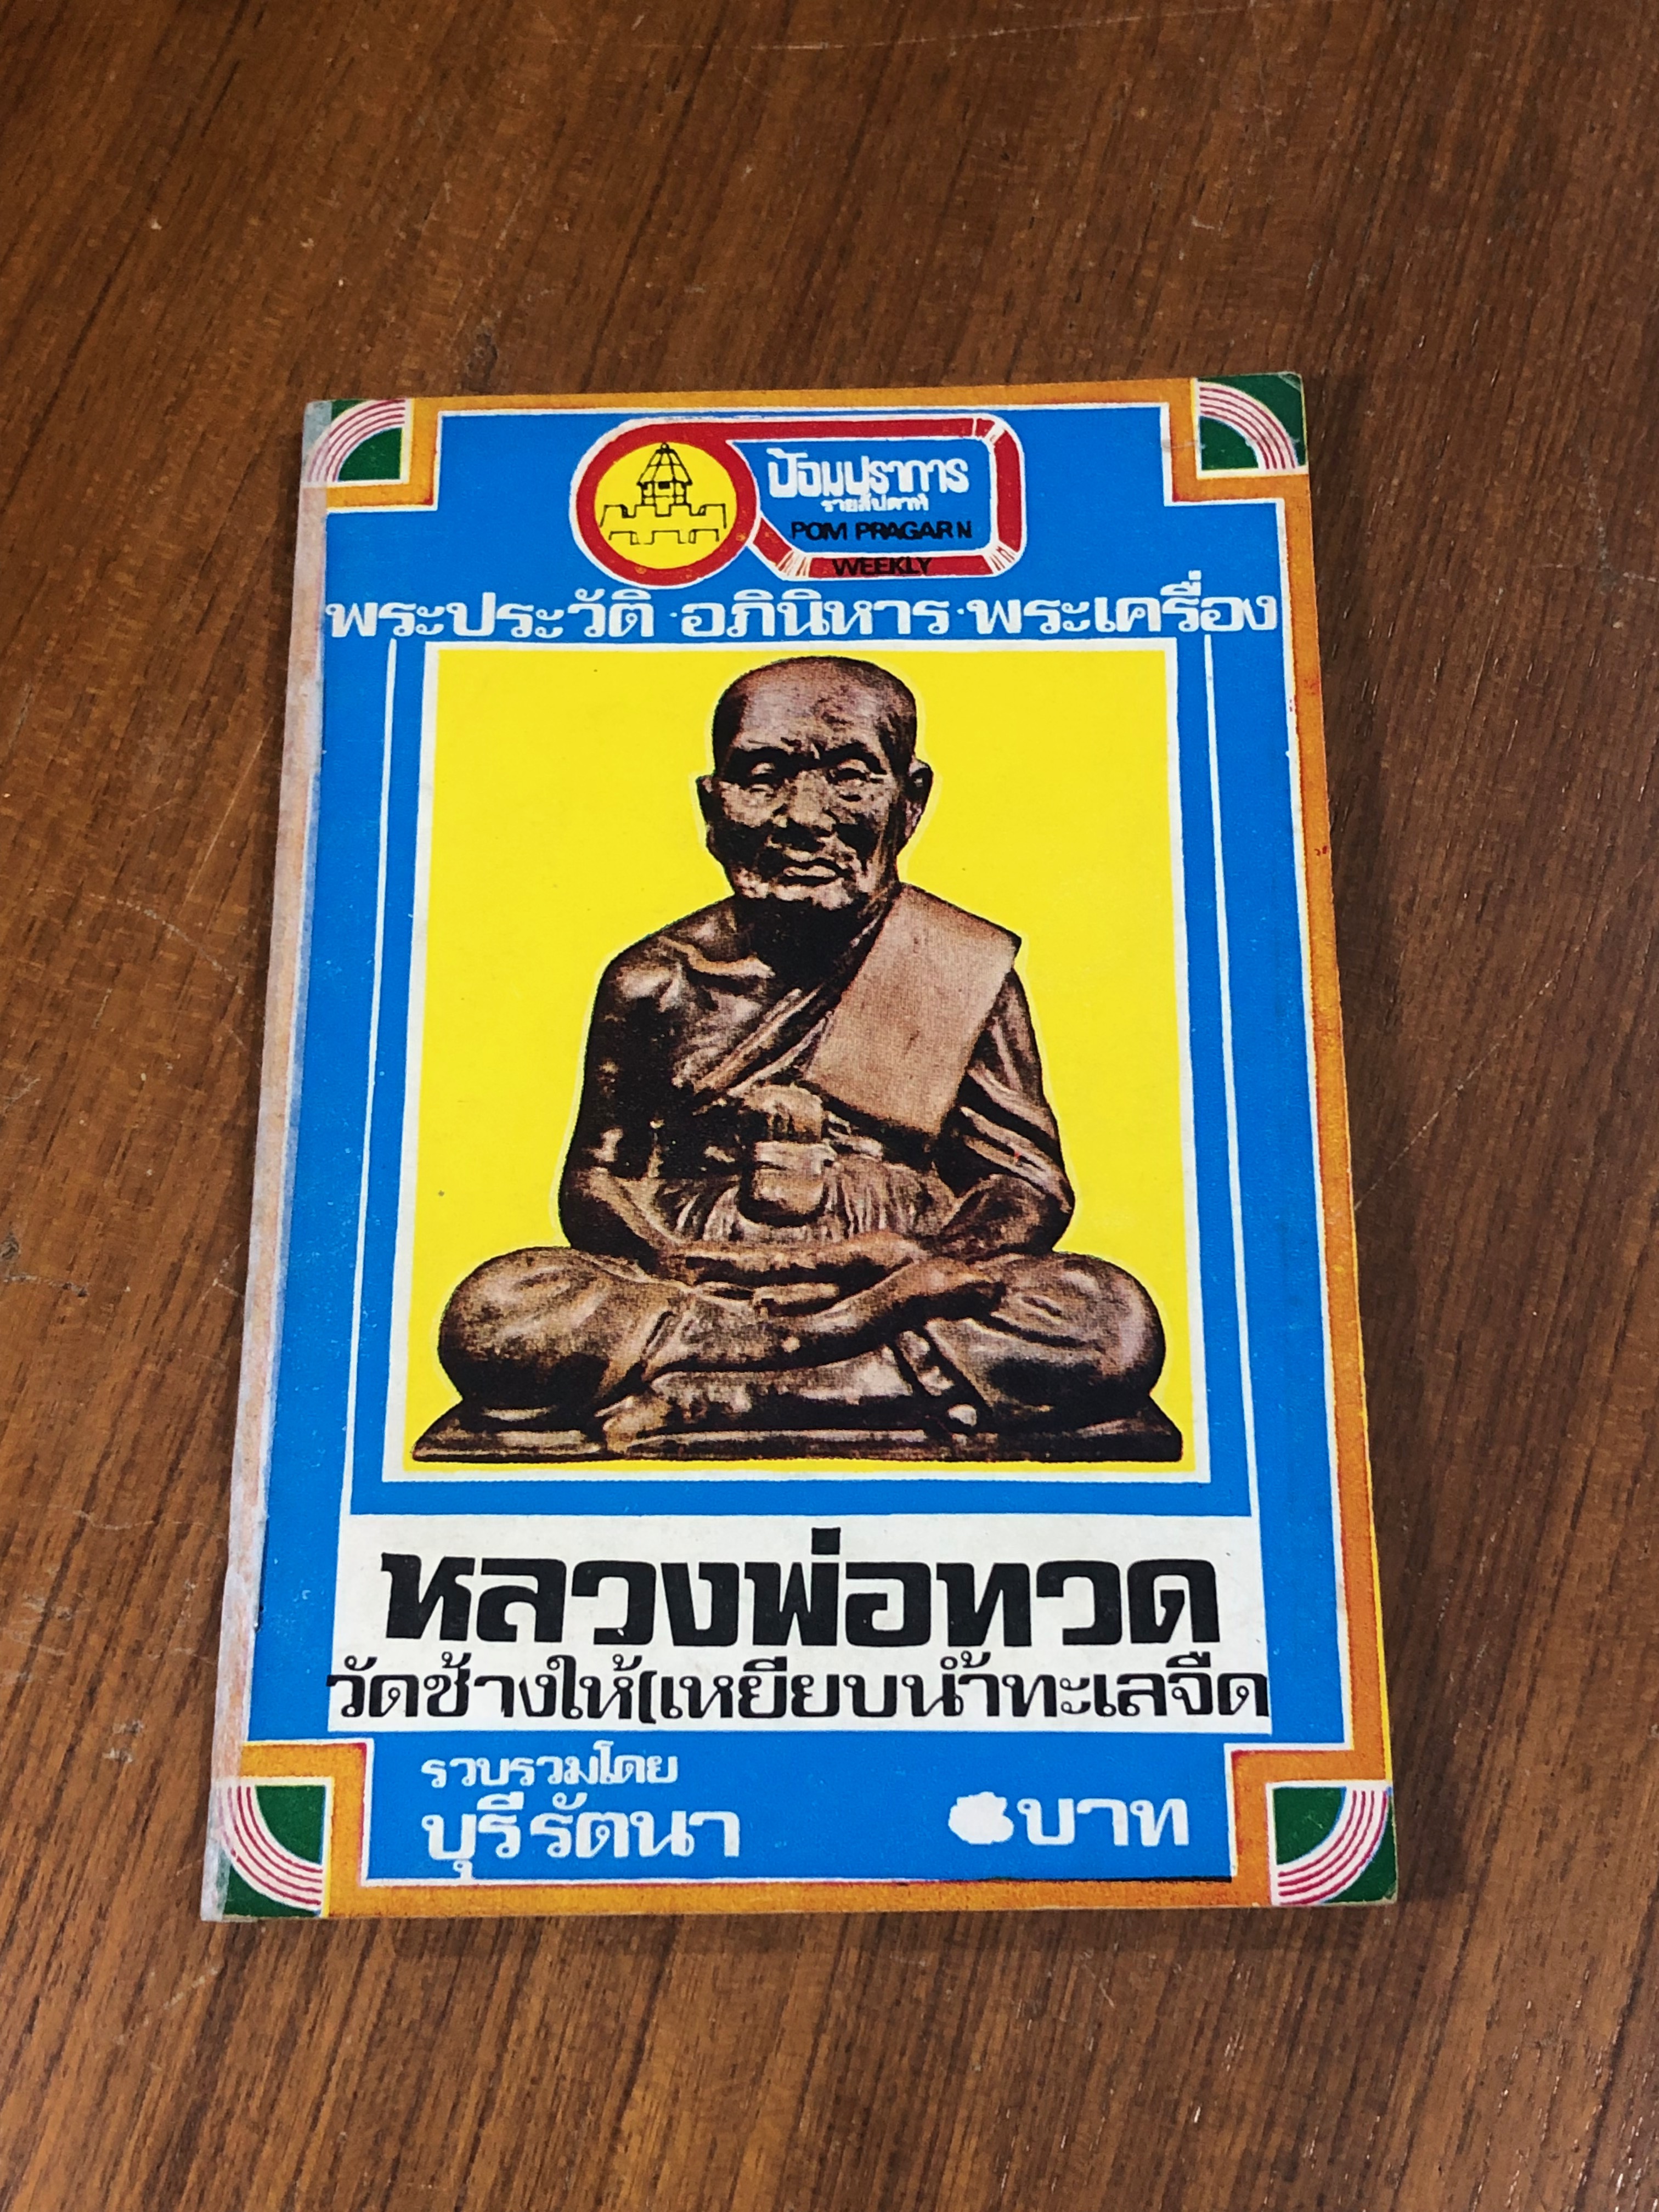 ป้อมปราการ
รายสัปดาห์
POM PRAGARN
WEEKLY
พระประวัติ·อภินิหาร·พระเครื่อง
หลวงพ่อทวด
วัดช้างให้(เหยียบน้ำทะเลจืด
รวบรวมโดย
บุรี รัตนา
บาท